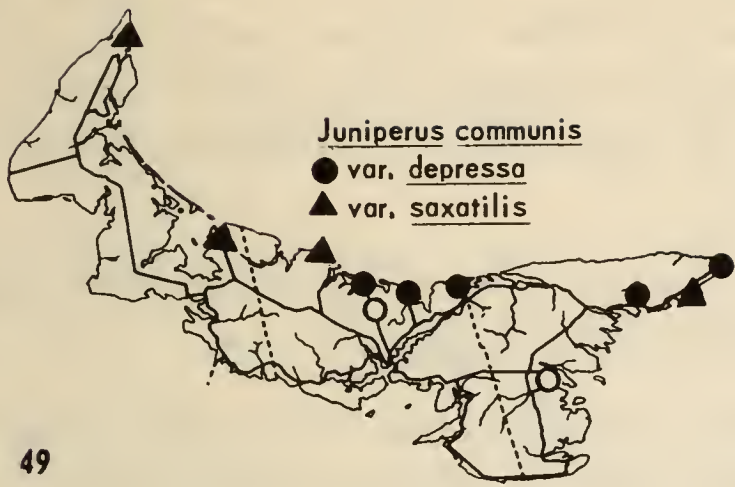 Juniperus communis
var. depressa
var. saxatilis
49